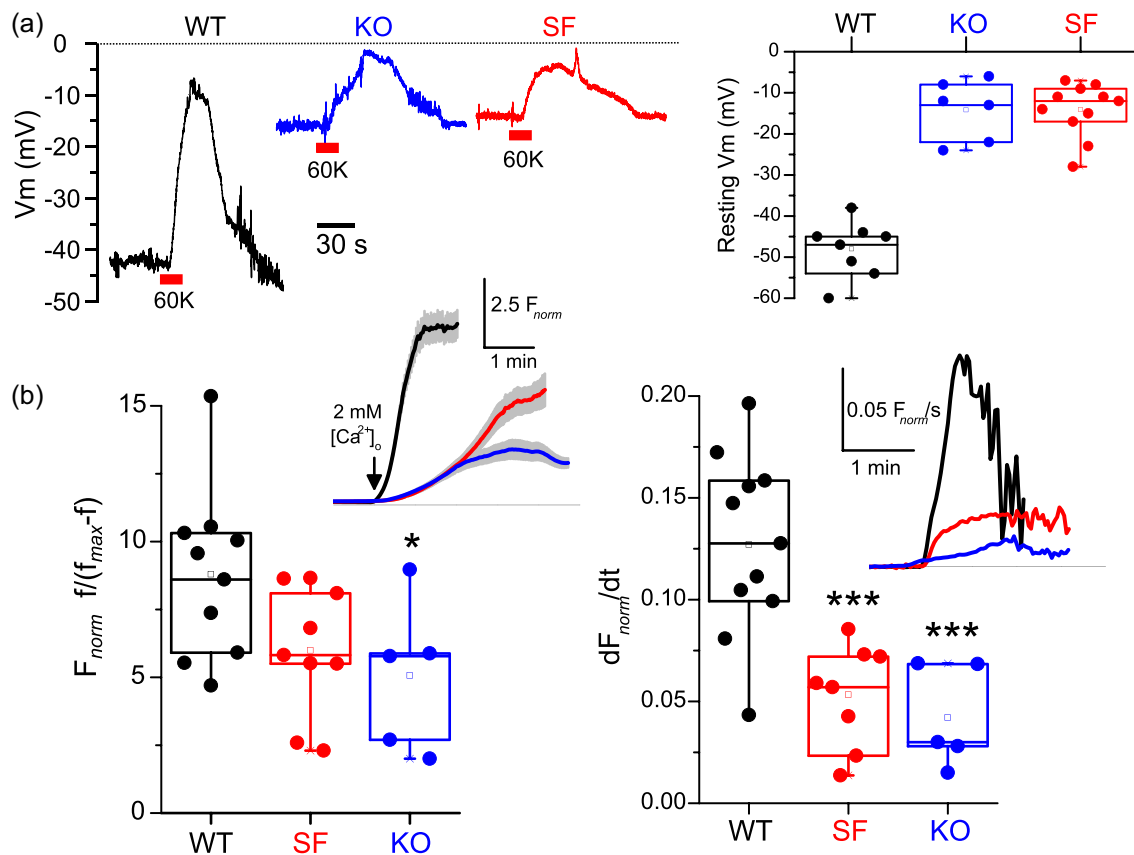 (a)
WT
KO
SF
0
-10
-20
-30
-40
-50
Vm (mV)
60K
60K
60K
30 s
WT
KO
SF
0
-10
-20
-30
-40
-50
-60
Resting Vm (mV)
(b)
15
10
5
0
F_norm f/(f_max-f)
WT
SF
KO
*
2.5 F_norm
1 min
2 mM
[Ca²⁺]_o
0.20
0.15
0.10
0.05
0.00
dF_norm/dt
WT
SF
KO
***
***
0.05 F_norm/s
1 min